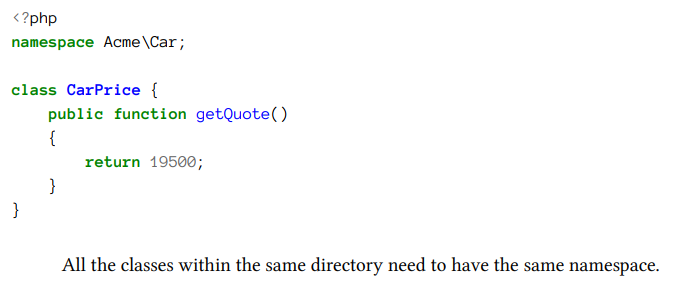 <?php
namespace Acme\Car;
class CarPrice {
public function getQuote()
{
return 19500;
}
}
All the classes within the same directory need to have the same namespace.